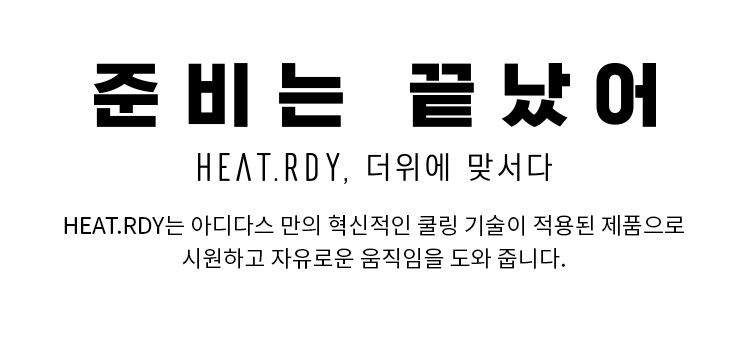 준비는 끝났어
HEAT.RDY, 더위에 맞서다
HEAT.RDY는 아디다스 만의 혁신적인 쿨링 기술이 적용된 제품으로
시원하고 자유로운 움직임을 도와 줍니다.